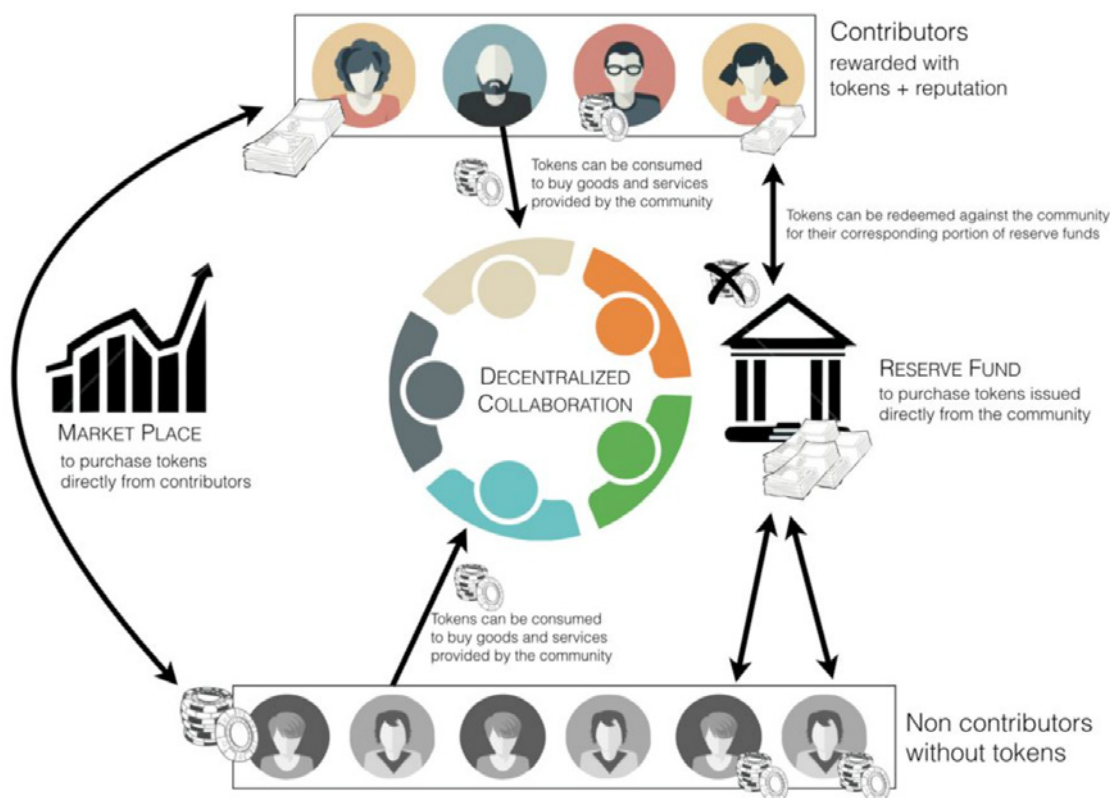 Contributors
rewarded with
tokens + reputation
Tokens can be consumed
to buy goods and services
provided by the community
Tokens can be redeemed against the community
for their corresponding portion of reserve funds
DECENTRALIZED
COLLABORATION
RESERVE FUND
to purchase tokens issued
directly from the community
MARKET PLACE
to purchase tokens
directly from contributors
Tokens can be consumed
to buy goods and services
provided by the community
Non contributors
without tokens